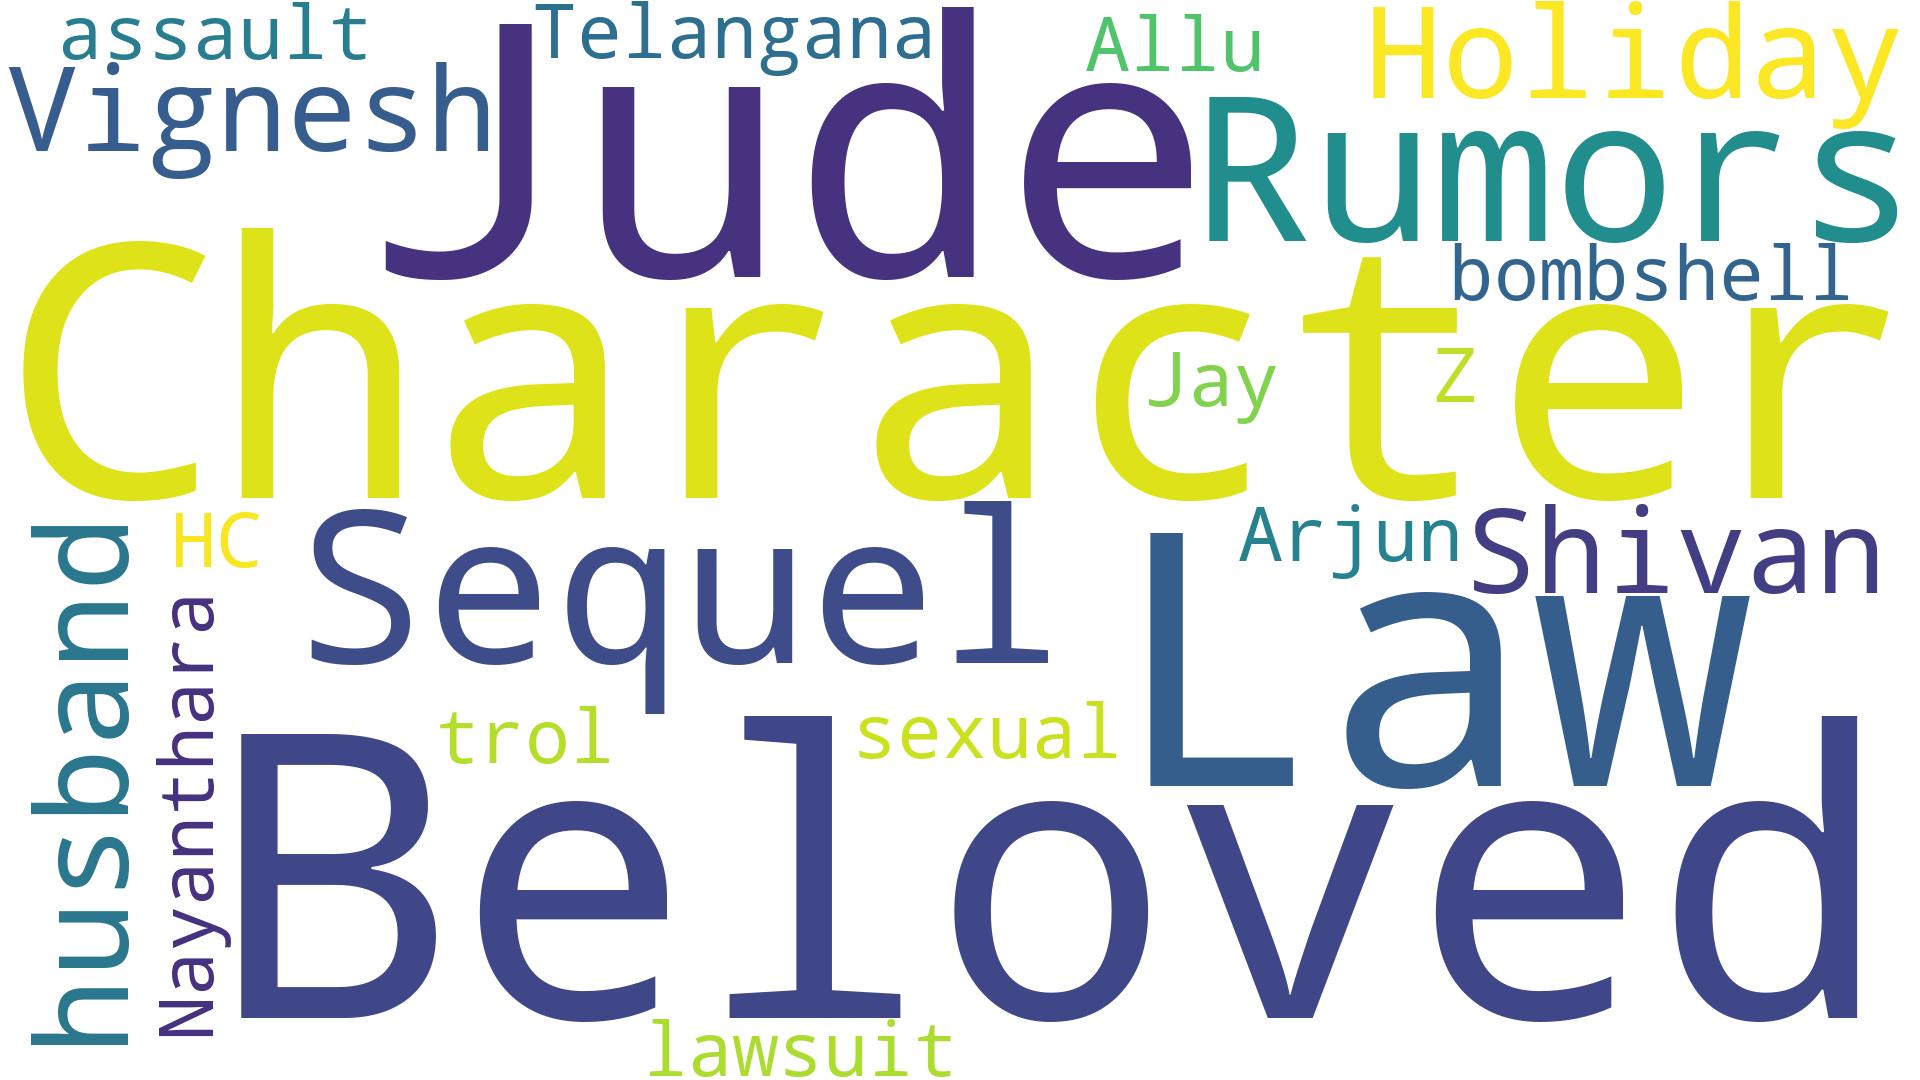 assault
Telangana
Allu
Holiday
Vignesh
Jude
Rumors
bombshell
Character
Jay
Z
HC
Sequel
Arjun
Shivan
husband
Nayanthara
Law
trol
sexual
Beloved
lawsuit